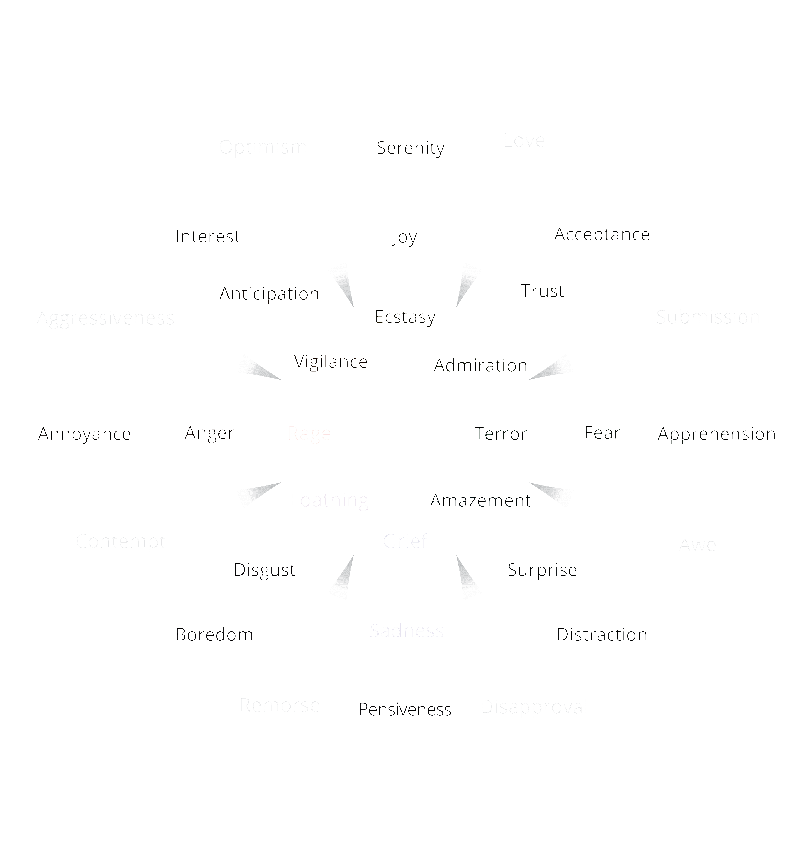 Optimism
Serenity
Love
Interest
Joy
Acceptance
Anticipation
Trust
Aggressiveness
Ecstasy
Submission
Vigilance
Admiration
Annoyance
Anger
Rage
Terror
Fear
Apprehension
Loathing
Amazement
Contempt
Grief
Awe
Disgust
Surprise
Boredom
Sadness
Distraction
Remorse
Pensiveness
Disapproval